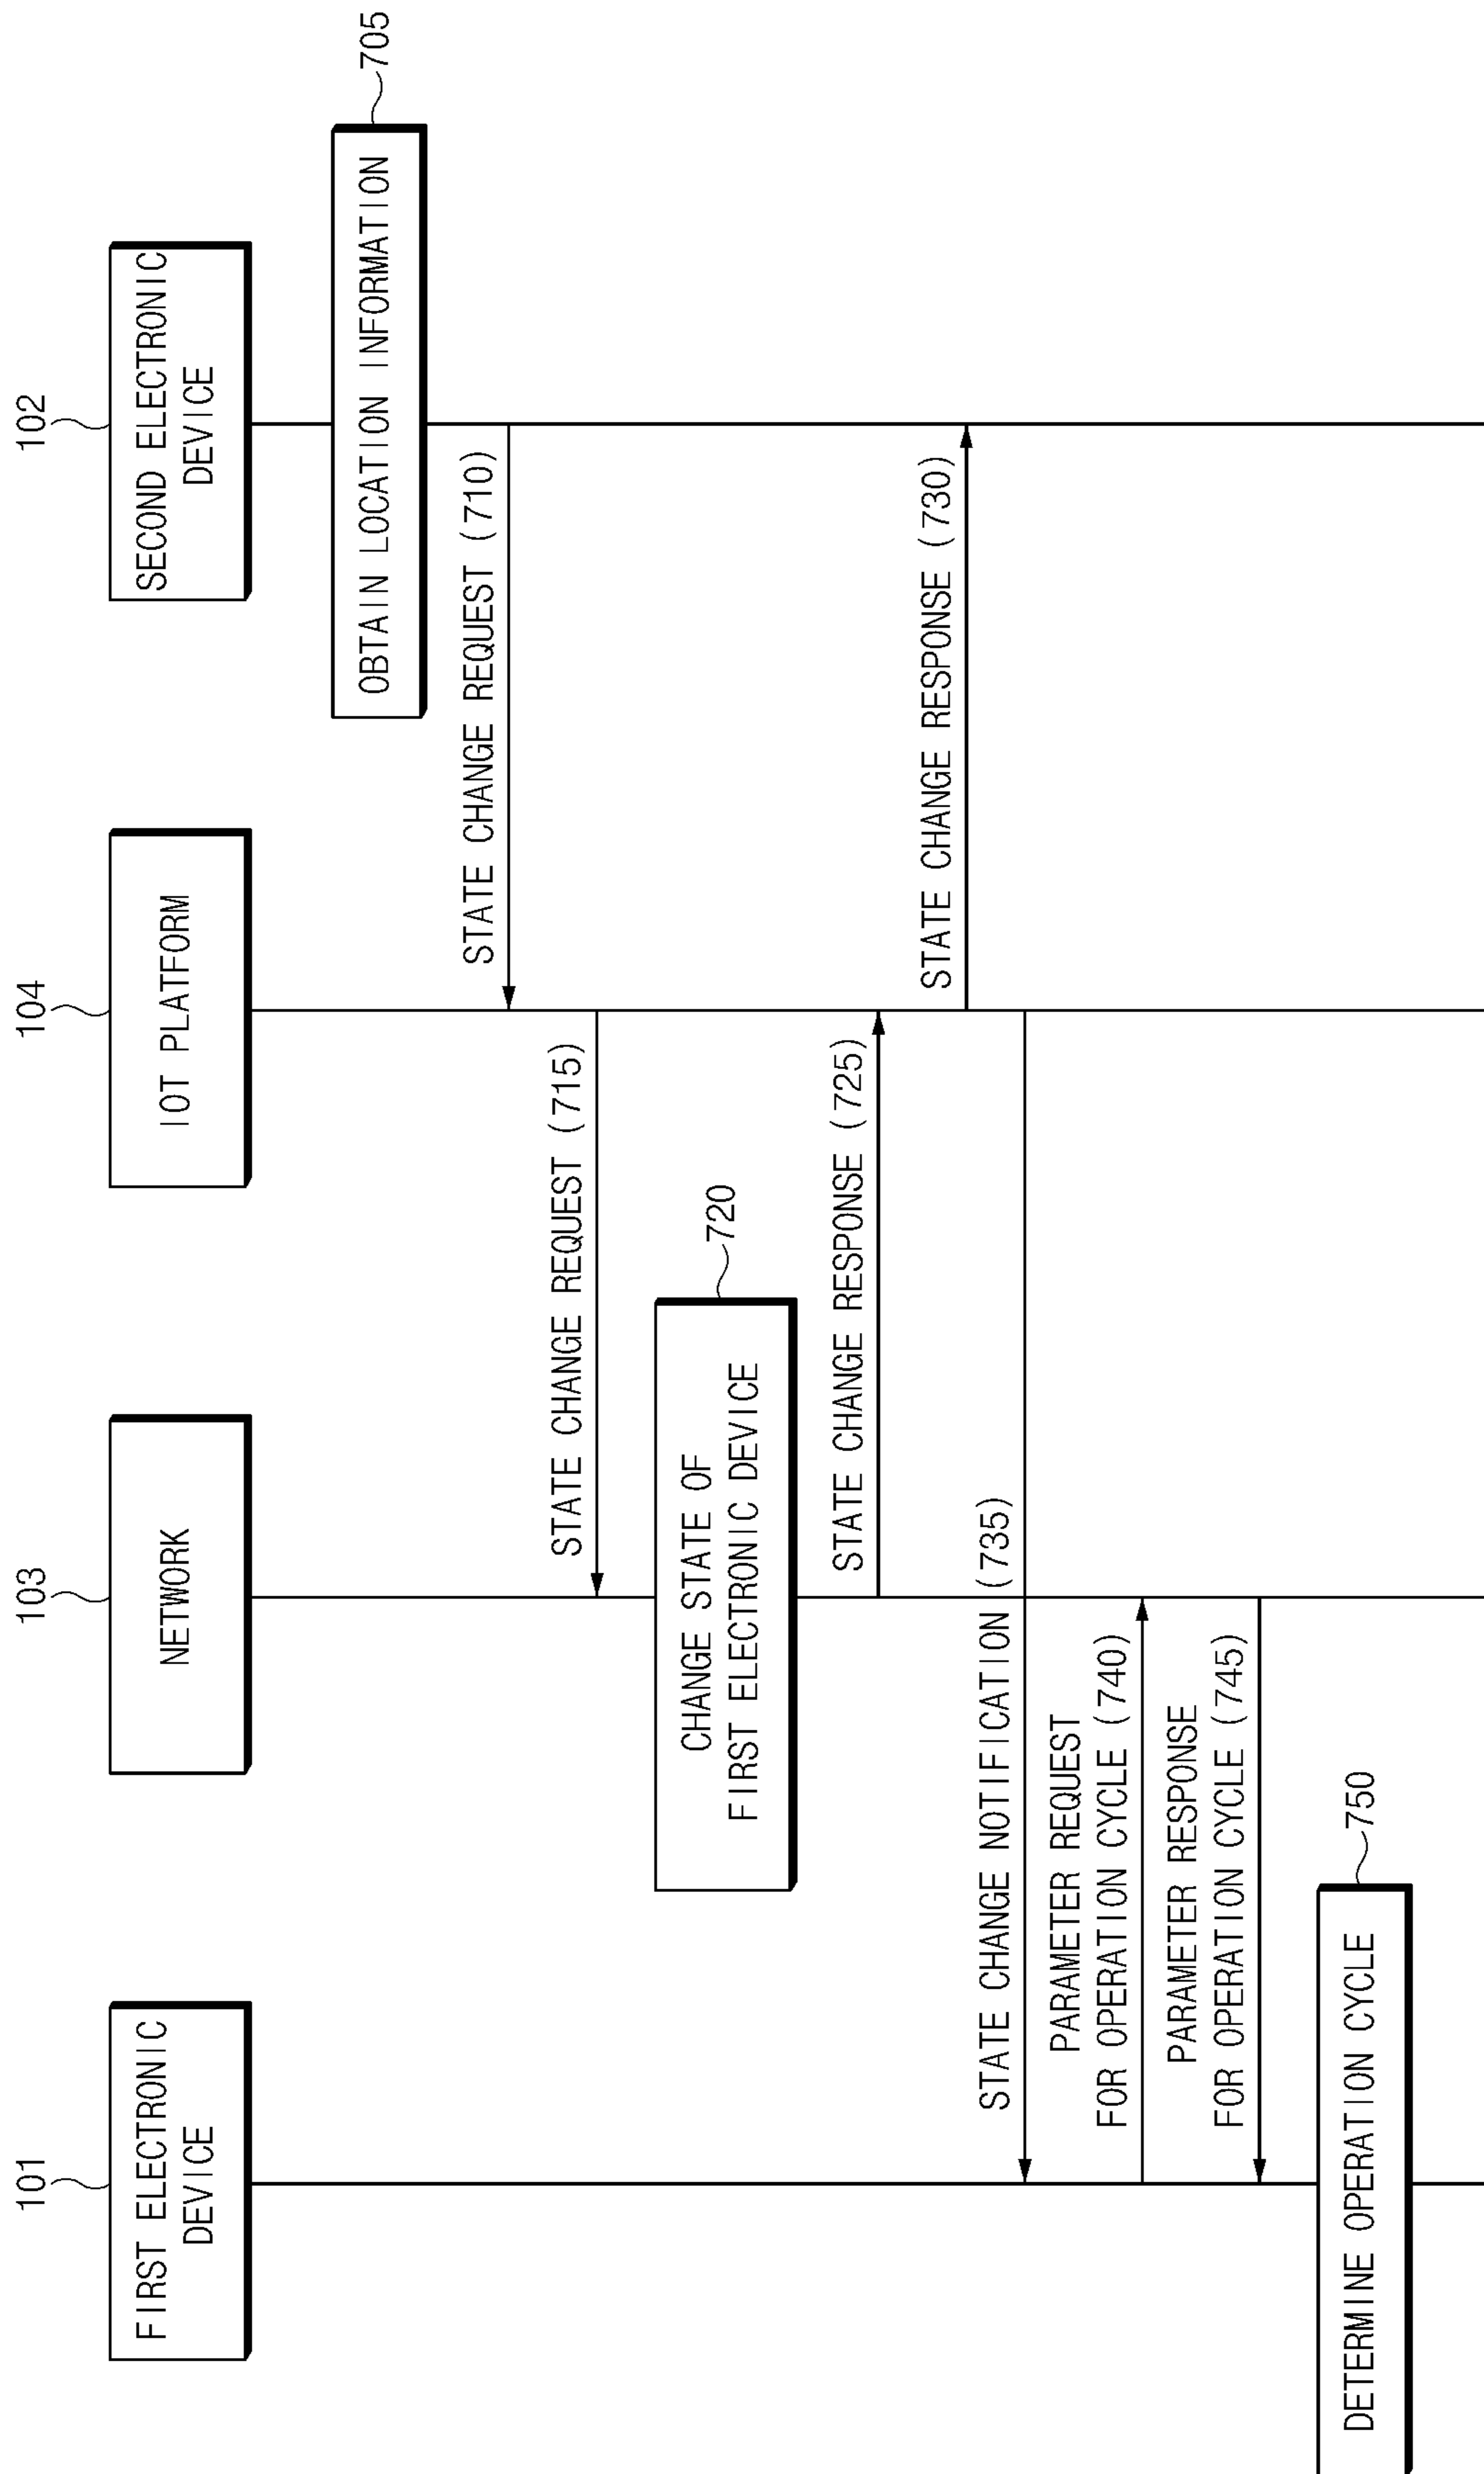 101
103
104
102
FIRST ELECTRONIC
DEVICE
NETWORK
IOT PLATFORM
SECOND ELECTRONIC
DEVICE
OBTAIN LOCATION INFORMATION
705
STATE CHANGE REQUEST (710)
STATE CHANGE REQUEST (715)
CHANGE STATE OF
FIRST ELECTRONIC DEVICE
720
STATE CHANGE RESPONSE (725)
STATE CHANGE RESPONSE (730)
STATE CHANGE NOTIFICATION (735)
PARAMETER REQUEST
FOR OPERATION CYCLE (740)
PARAMETER RESPONSE
FOR OPERATION CYCLE (745)
DETERMINE OPERATION CYCLE
750